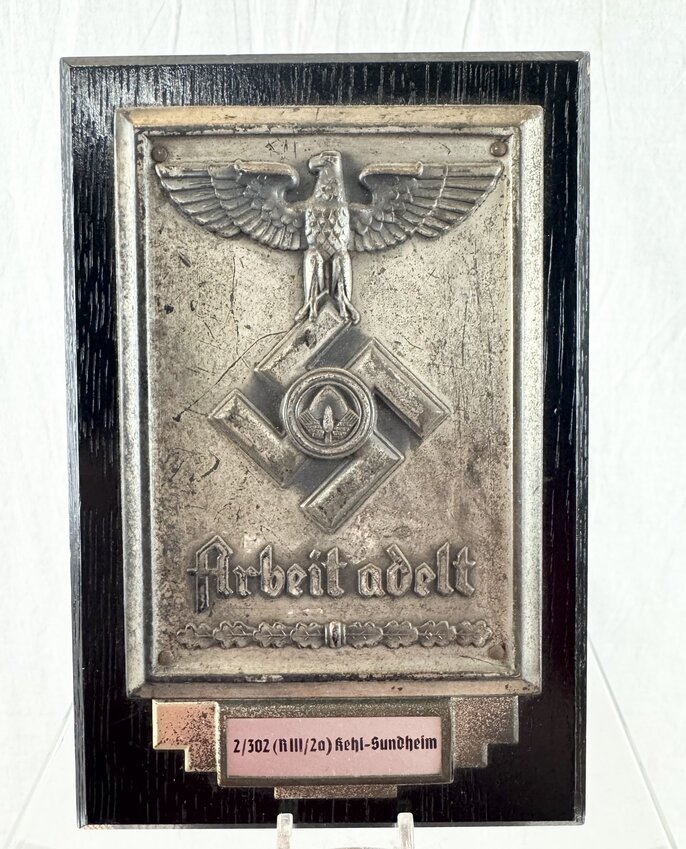 Arbeit adelt
2/302 (R III/2a) Kehl-Sundheim